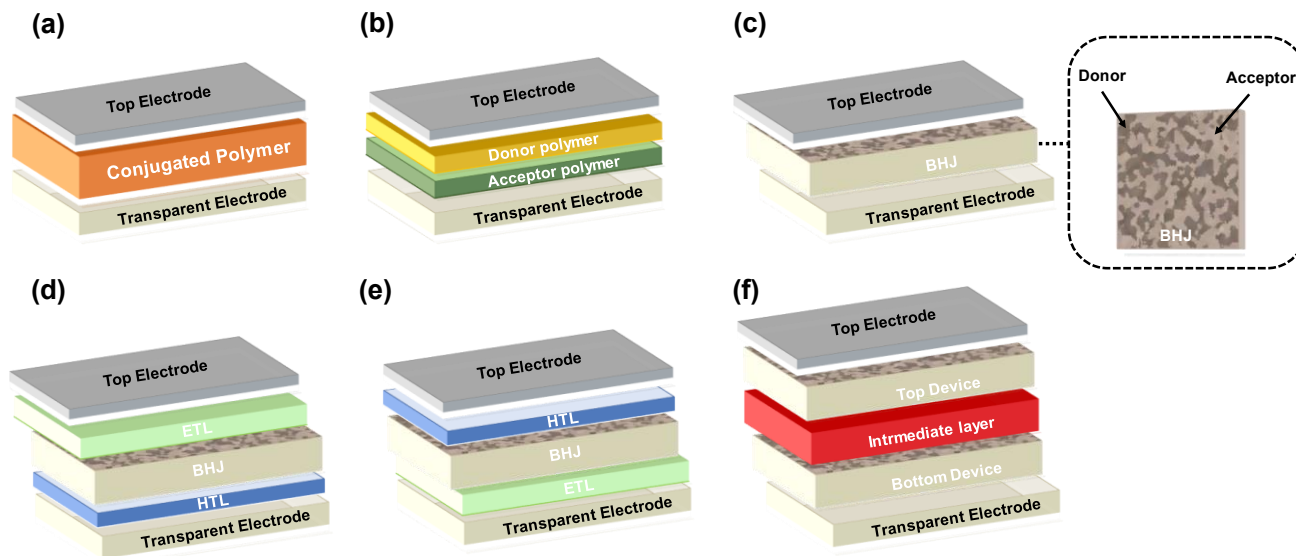 (a)
Top Electrode
Conjugated Polymer
Transparent Electrode
(b)
Top Electrode
Donor polymer
Acceptor polymer
Transparent Electrode
(c)
Top Electrode
BHJ
Transparent Electrode
Donor
Acceptor
BHJ
(d)
Top Electrode
ETL
BHJ
HTL
Transparent Electrode
(e)
Top Electrode
HTL
BHJ
ETL
Transparent Electrode
(f)
Top Electrode
Top Device
Intrmediate layer
Bottom Device
Transparent Electrode